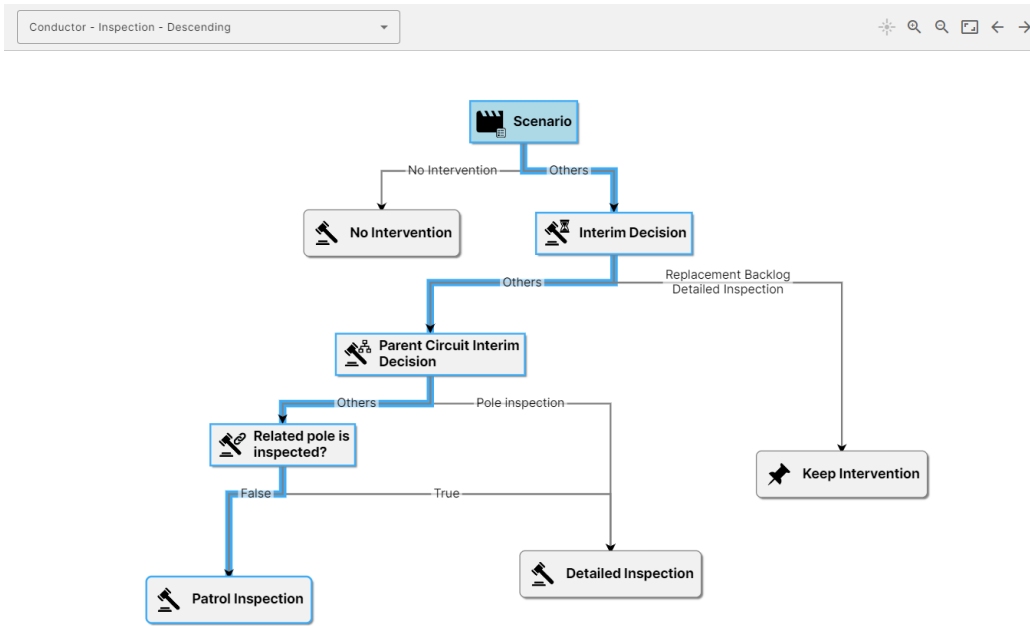 Conductor - Inspection - Descending
Scenario
No Intervention
Others
No Intervention
Interim Decision
Others
Replacement Backlog
Detailed Inspection
Parent Circuit Interim
Decision
Others
Pole inspection
Related pole is
inspected?
Keep Intervention
False
True
Detailed Inspection
Patrol Inspection